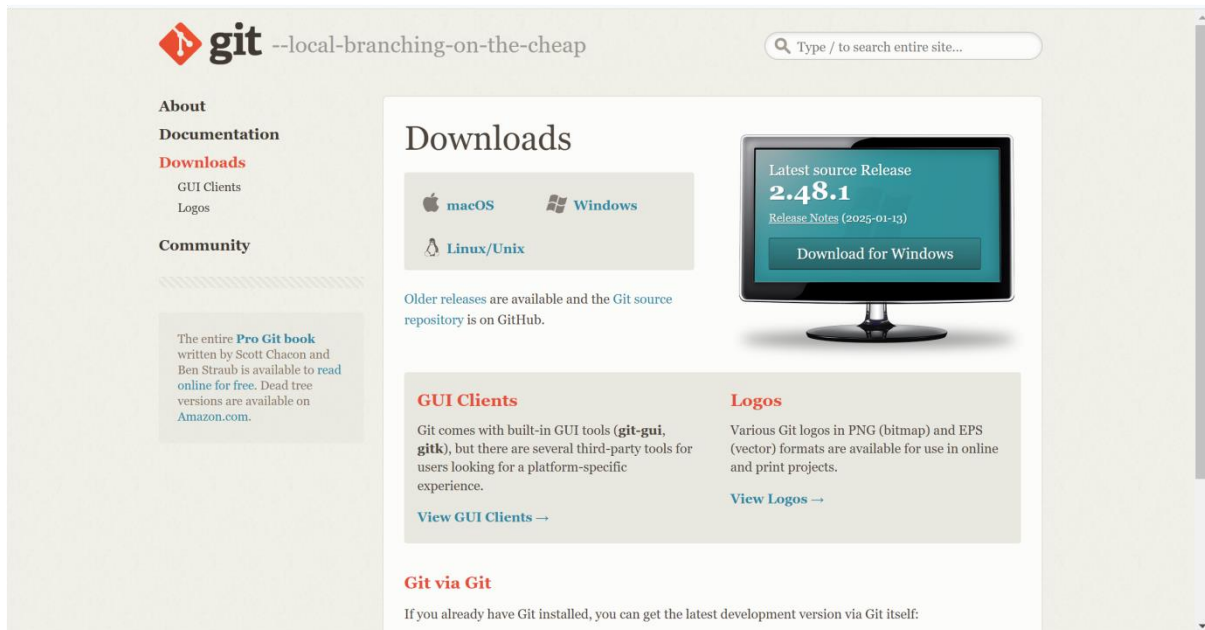 git --local-branching-on-the-cheap
Type / to search entire site...
About
Documentation
Downloads
GUI Clients
Logos
Community
The entire Pro Git book
written by Scott Chacon and
Ben Straub is available to read
online for free. Dead tree
versions are available on
Amazon.com.
Downloads
macOS
Windows
Linux/Unix
Older releases are available and the Git source
repository is on GitHub.
Latest source Release
2.48.1
Release Notes (2025-01-13)
Download for Windows
GUI Clients
Git comes with built-in GUI tools (git-gui,
gitk), but there are several third-party tools for
users looking for a platform-specific
experience.
View GUI Clients →
Logos
Various Git logos in PNG (bitmap) and EPS
(vector) formats are available for use in online
and print projects.
View Logos →
Git via Git
If you already have Git installed, you can get the latest development version via Git itself: